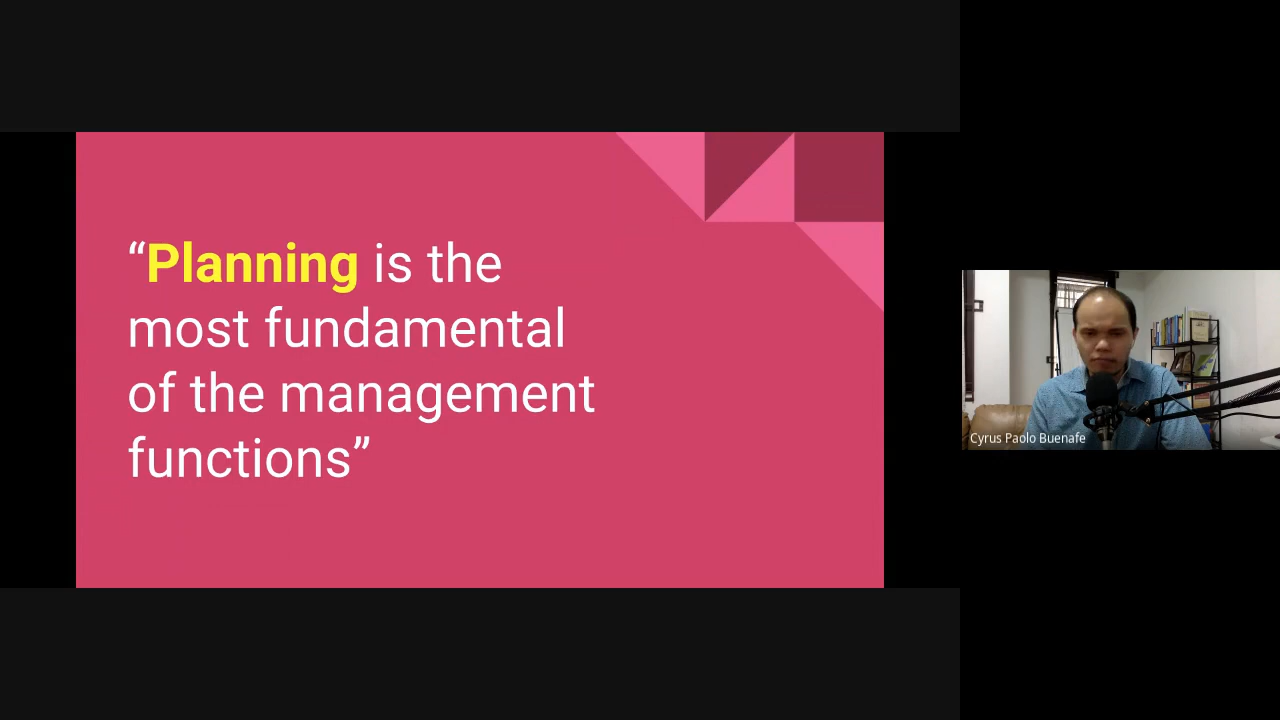 “Planning is the
most fundamental
of the management
functions”
Cyrus Paolo Buenafe